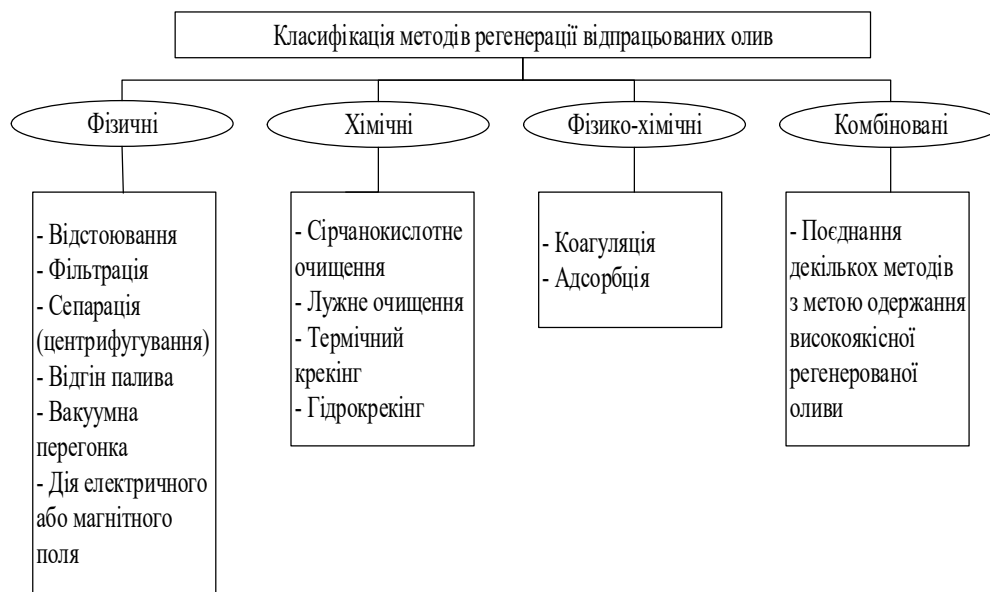 Класифікація методів регенерації відпрацьованих олив
Фізичні
Хімічні
Фізико-хімічні
Комбіновані
- Відстоювання
- Фільтрація
- Сепарація
(центрифугування)
- Відгін палива
- Вакуумна
перегонка
- Дія електричного
або магнітного
поля
- Сірчанокислотне
очищення
- Лужне очищення
- Термічний
крекінг
- Гідрокрекінг
- Коагуляція
- Адсорбція
- Поєднання
декількох методів
з метою одержання
високоякісної
регенерованої
оливи